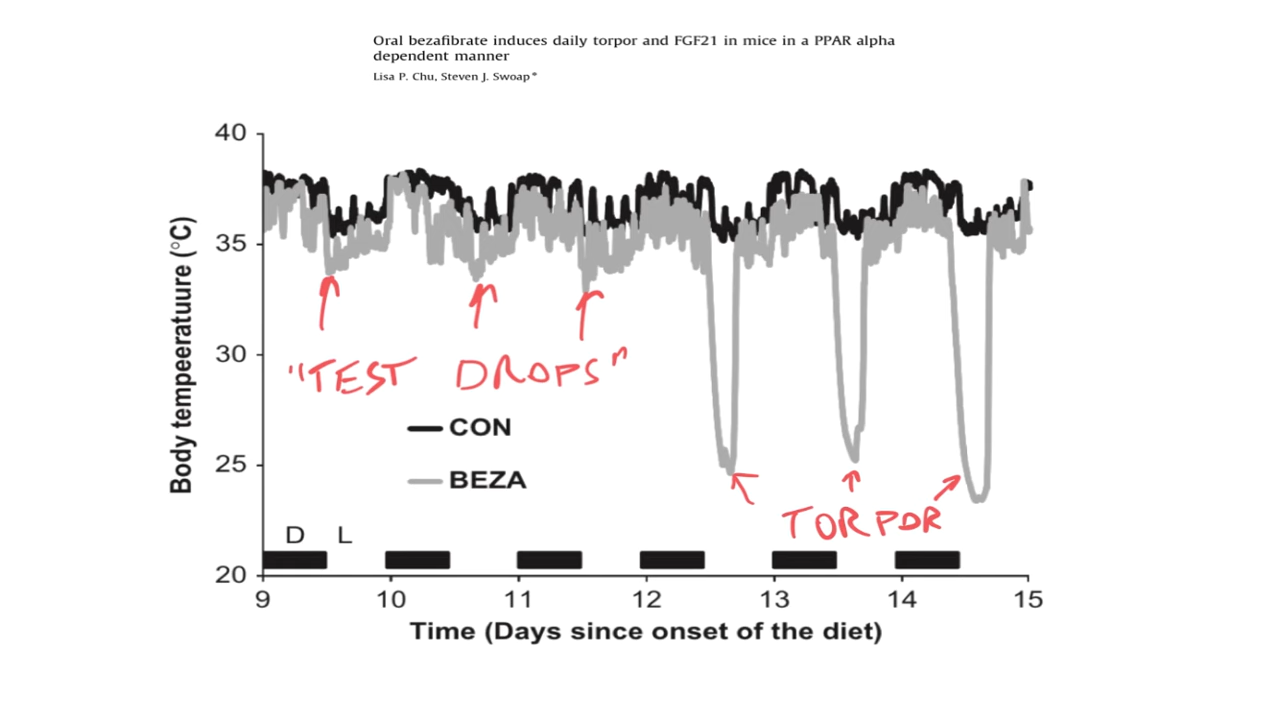 Oral bezafibrate induces daily torpor and FGF21 in mice in a PPAR alpha
dependent manner
Lisa P. Chu, Steven J. Swoap*
40
35
30
25
20
Body tempeeratuure (°C)
"TEST DROPS"
CON
BEZA
TORPOR
D L
9 10 11 12 13 14 15
Time (Days since onset of the diet)